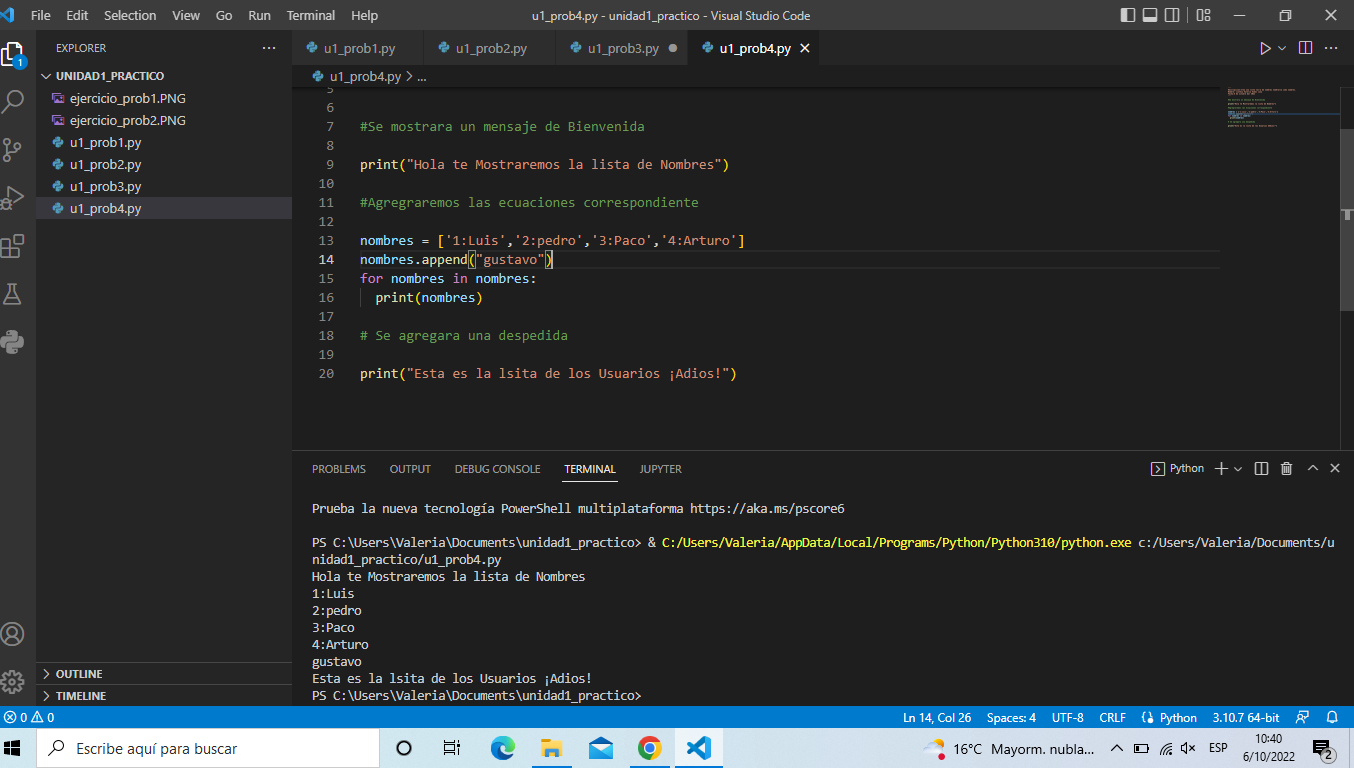 File Edit Selection View Go Run Terminal Help u1_prob4.py - unidad1_practico - Visual Studio Code
EXPLORER
1
UNIDAD1_PRACTICO
ejercicio_prob1.PNG
ejercicio_prob2.PNG
u1_prob1.py
u1_prob2.py
u1_prob3.py
u1_prob4.py
OUTLINE
TIMELINE
u1_prob1.py u1_prob2.py u1_prob3.py u1_prob4.py
u1_prob4.py > ...
5
6
7 #Se mostrara un mensaje de Bienvenida
8
9 print("Hola te Mostraremos la lista de Nombres")
10
11 #Agregraremos las ecuaciones correspondiente
12
13 nombres = ['1:Luis','2:pedro','3:Paco','4:Arturo']
14 nombres.append("gustavo")
15 for nombres in nombres:
16 print(nombres)
17
18 # Se agregara una despedida
19
20 print("Esta es la lsita de los Usuarios ¡Adios!")
PROBLEMS OUTPUT DEBUG CONSOLE TERMINAL JUPYTER Python
Prueba la nueva tecnología PowerShell multiplataforma https://aka.ms/pscore6
PS C:\Users\Valeria\Documents\unidad1_practico> & C:/Users/Valeria/AppData/Local/Programs/Python/Python310/python.exe c:/Users/Valeria/Documents/u
nidad1_practico/u1_prob4.py
Hola te Mostraremos la lista de Nombres
1:Luis
2:pedro
3:Paco
4:Arturo
gustavo
Esta es la lsita de los Usuarios ¡Adios!
PS C:\Users\Valeria\Documents\unidad1_practico>
0 0 Ln 14, Col 26 Spaces: 4 UTF-8 CRLF Python 3.10.7 64-bit
Escribe aquí para buscar 16°C Mayorm. nubla... ESP 10:40
6/10/2022 2